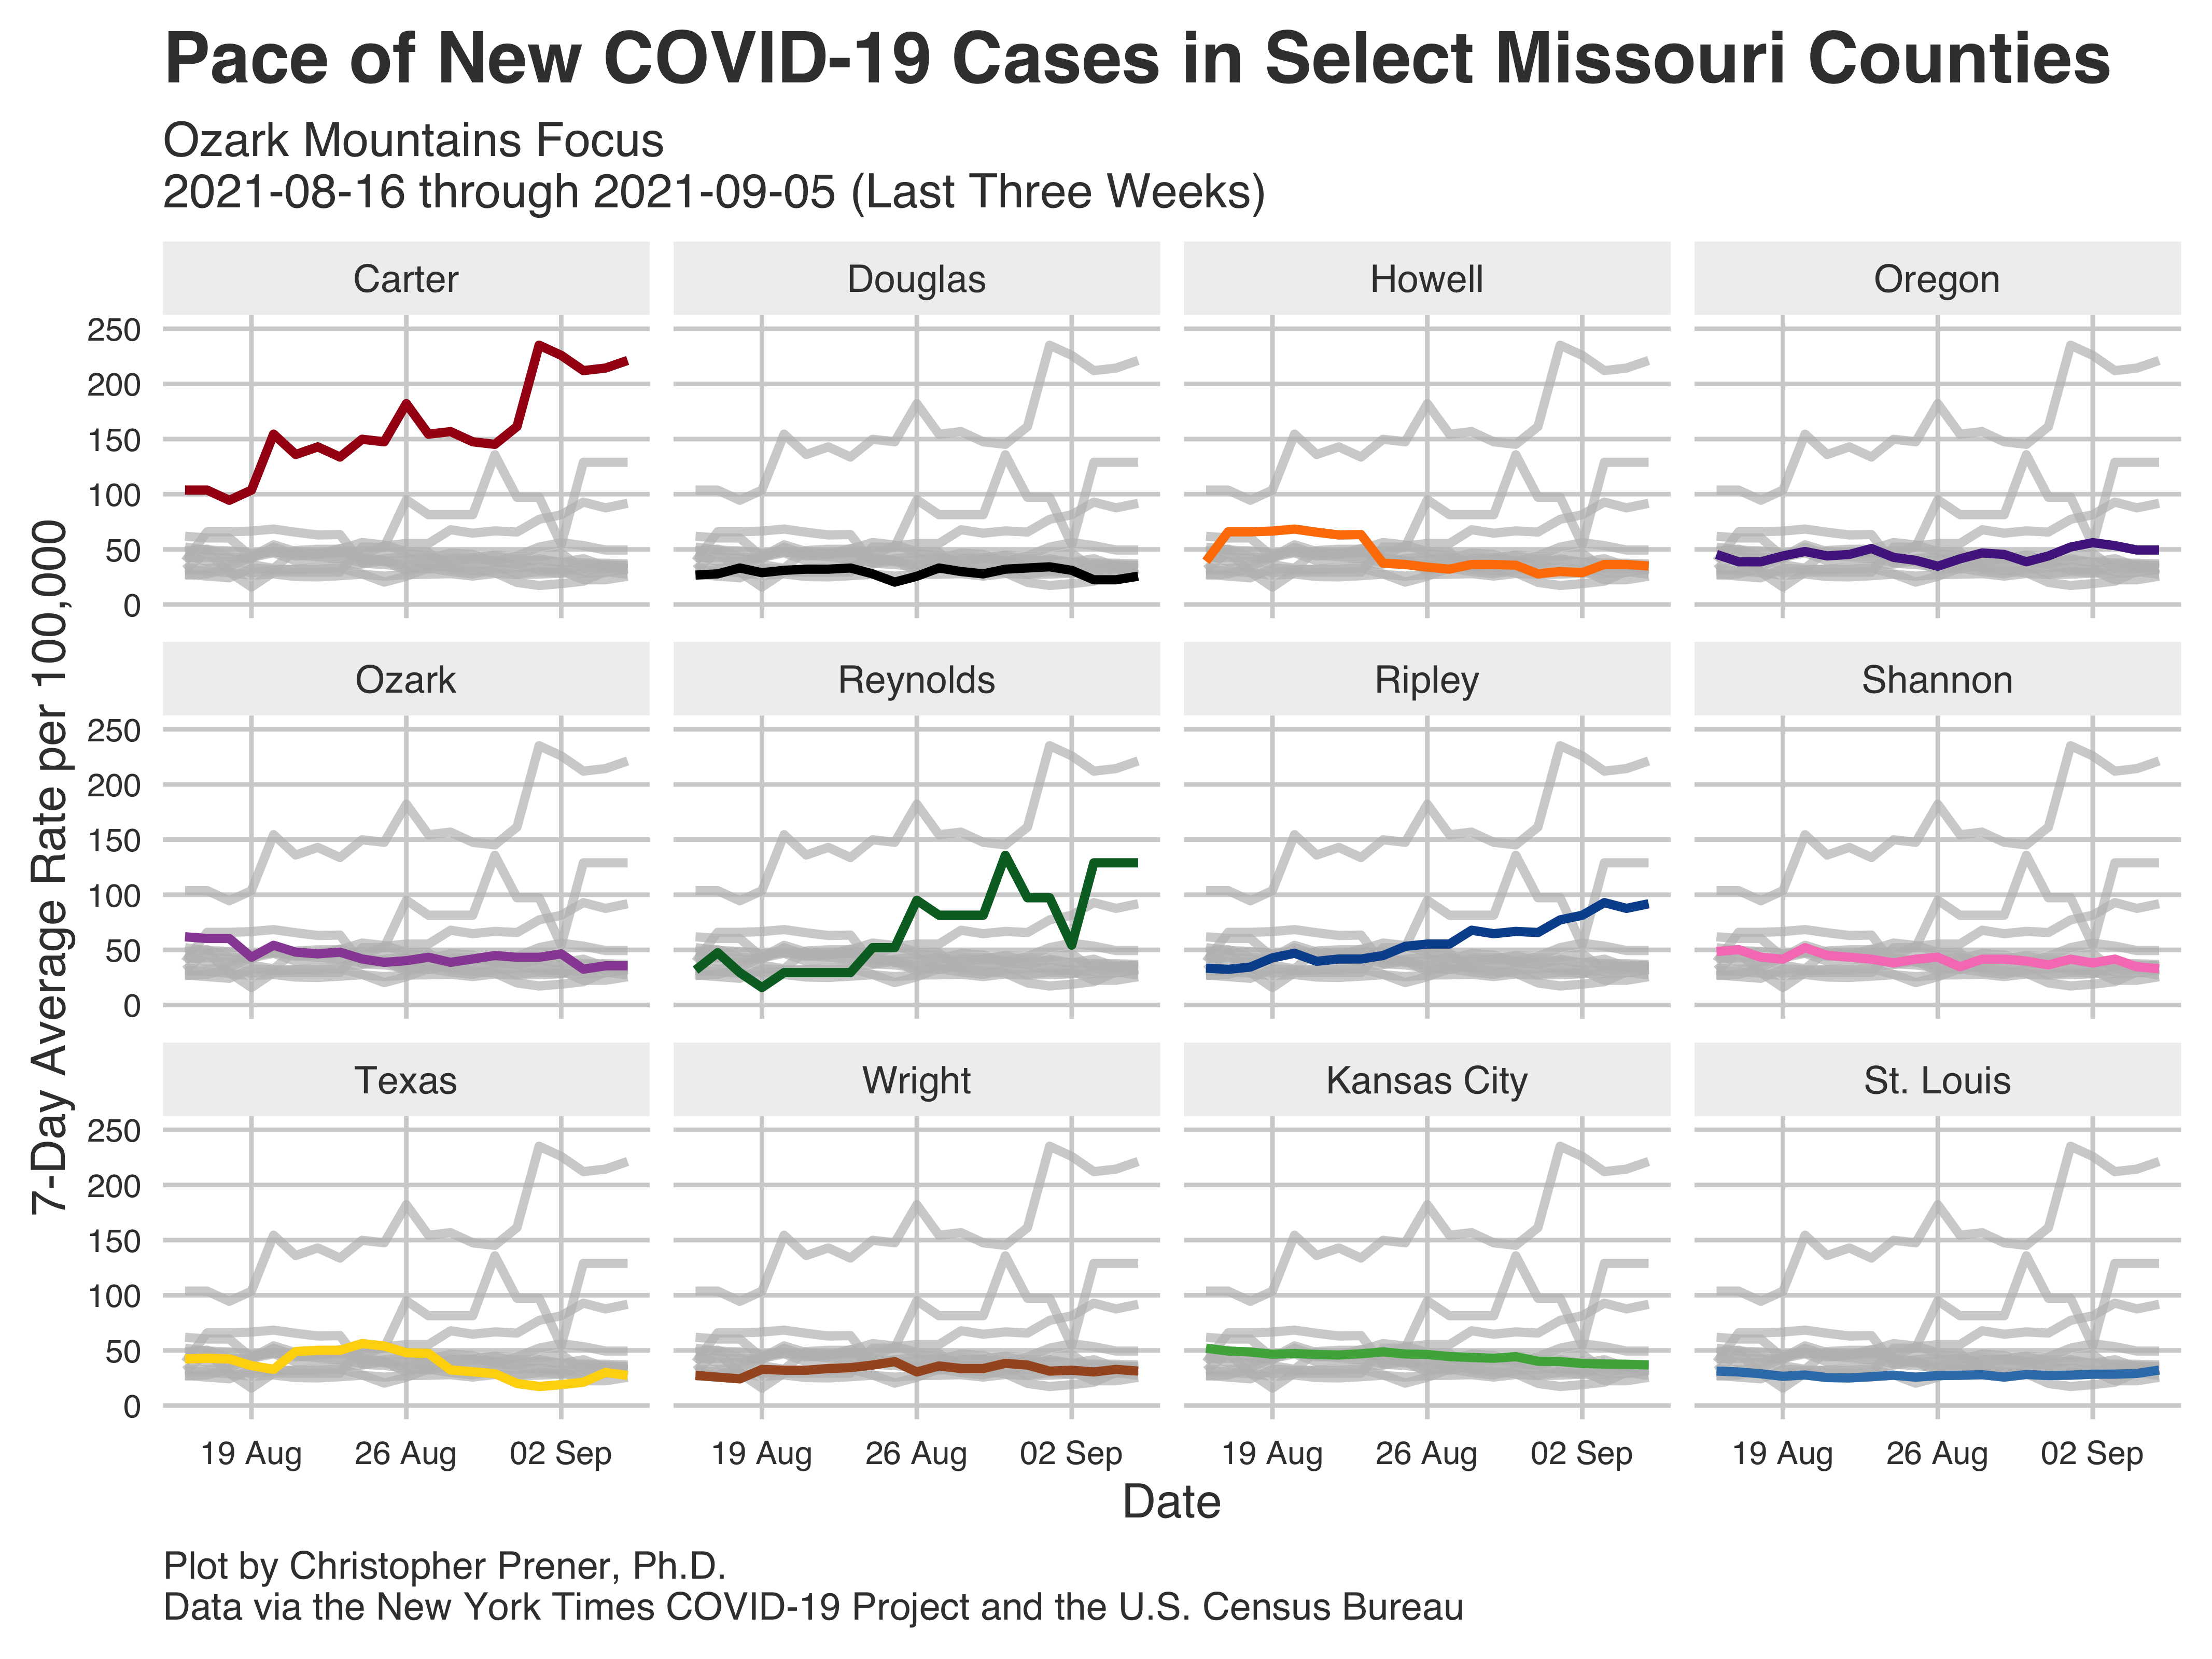 Pace of New COVID-19 Cases in Select Missouri Counties
Ozark Mountains Focus
2021-08-16 through 2021-09-05 (Last Three Weeks)
7-Day Average Rate per 100,000
Carter
Douglas
Howell
Oregon
250
200
150
100
50
0
Ozark
Reynolds
Ripley
Shannon
250
200
150
100
50
0
Texas
Wright
Kansas City
St. Louis
250
200
150
100
50
0
19 Aug 26 Aug 02 Sep
19 Aug 26 Aug 02 Sep
19 Aug 26 Aug 02 Sep
19 Aug 26 Aug 02 Sep
Date
Plot by Christopher Prener, Ph.D.
Data via the New York Times COVID-19 Project and the U.S. Census Bureau